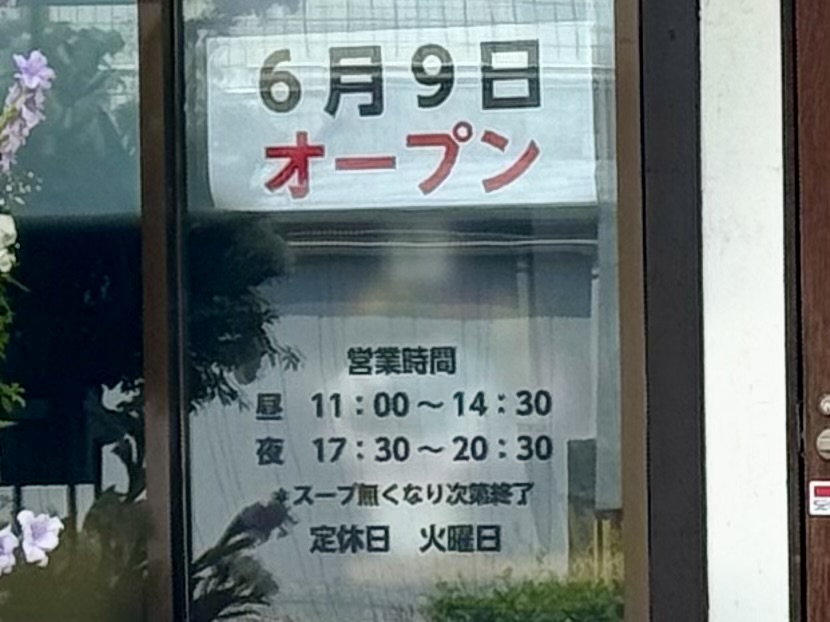 6月9日
オープン
営業時間
昼 11:00～14:30
夜 17:30～20:30
*スープ無くなり次第終了
定休日 火曜日